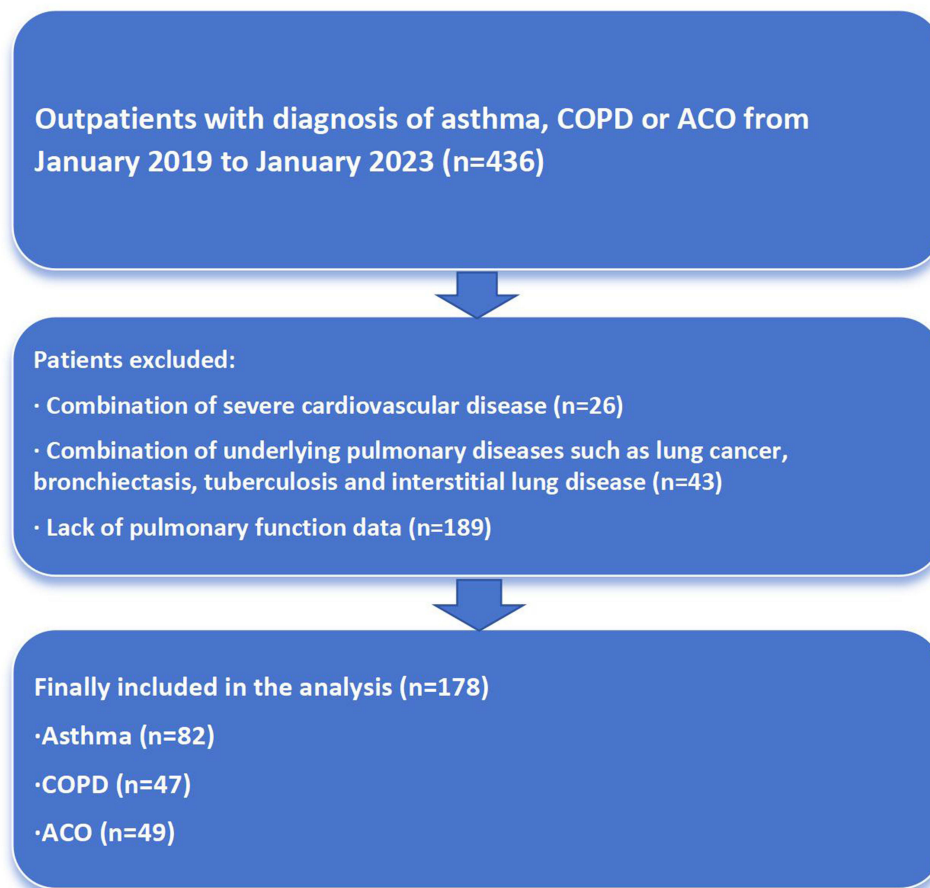 Outpatients with diagnosis of asthma, COPD or ACO from
January 2019 to January 2023 (n=436)
Patients excluded:
· Combination of severe cardiovascular disease (n=26)
· Combination of underlying pulmonary diseases such as lung cancer,
bronchiectasis, tuberculosis and interstitial lung disease (n=43)
· Lack of pulmonary function data (n=189)
Finally included in the analysis (n=178)
·Asthma (n=82)
·COPD (n=47)
·ACO (n=49)